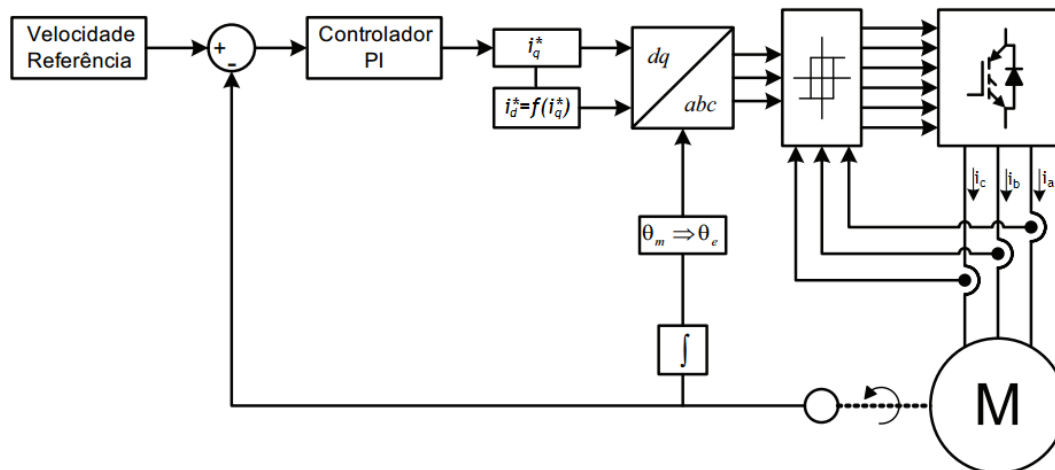 Velocidade
Referência
+
-
Controlador
PI
i*q
i*d=f(i*q)
dq
abc
ic
ib
ia
θm ⇒ θe
∫
M